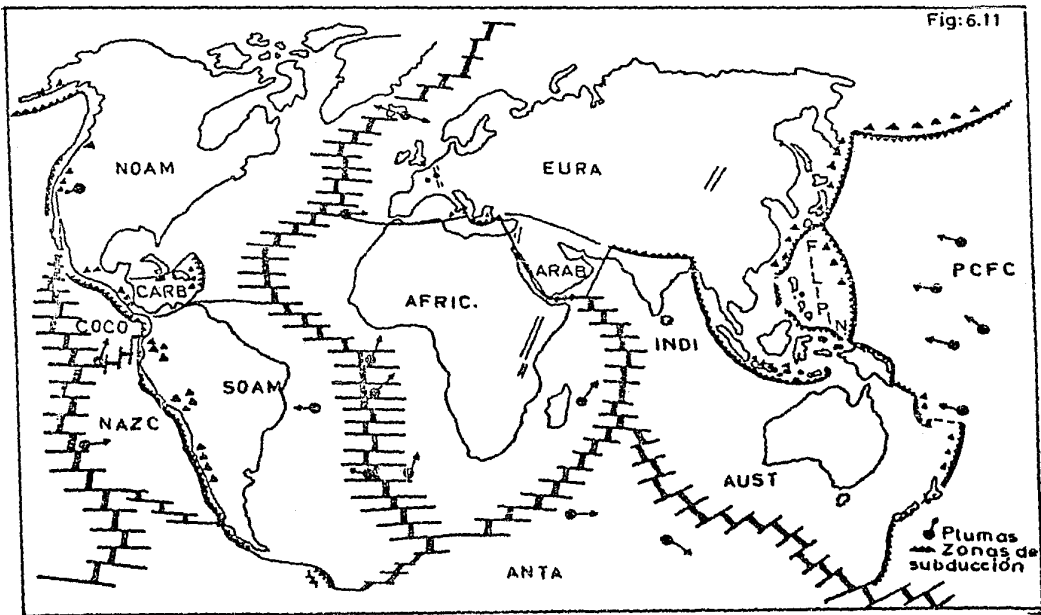 Fig:6.11
NOAM
EURA
CARB
ARAB
FILIPIN
PCFC
COCO
AFRIC.
INDI
SOAM
NAZC
AUST
ANTA
Plumas
Zonas de
subducción